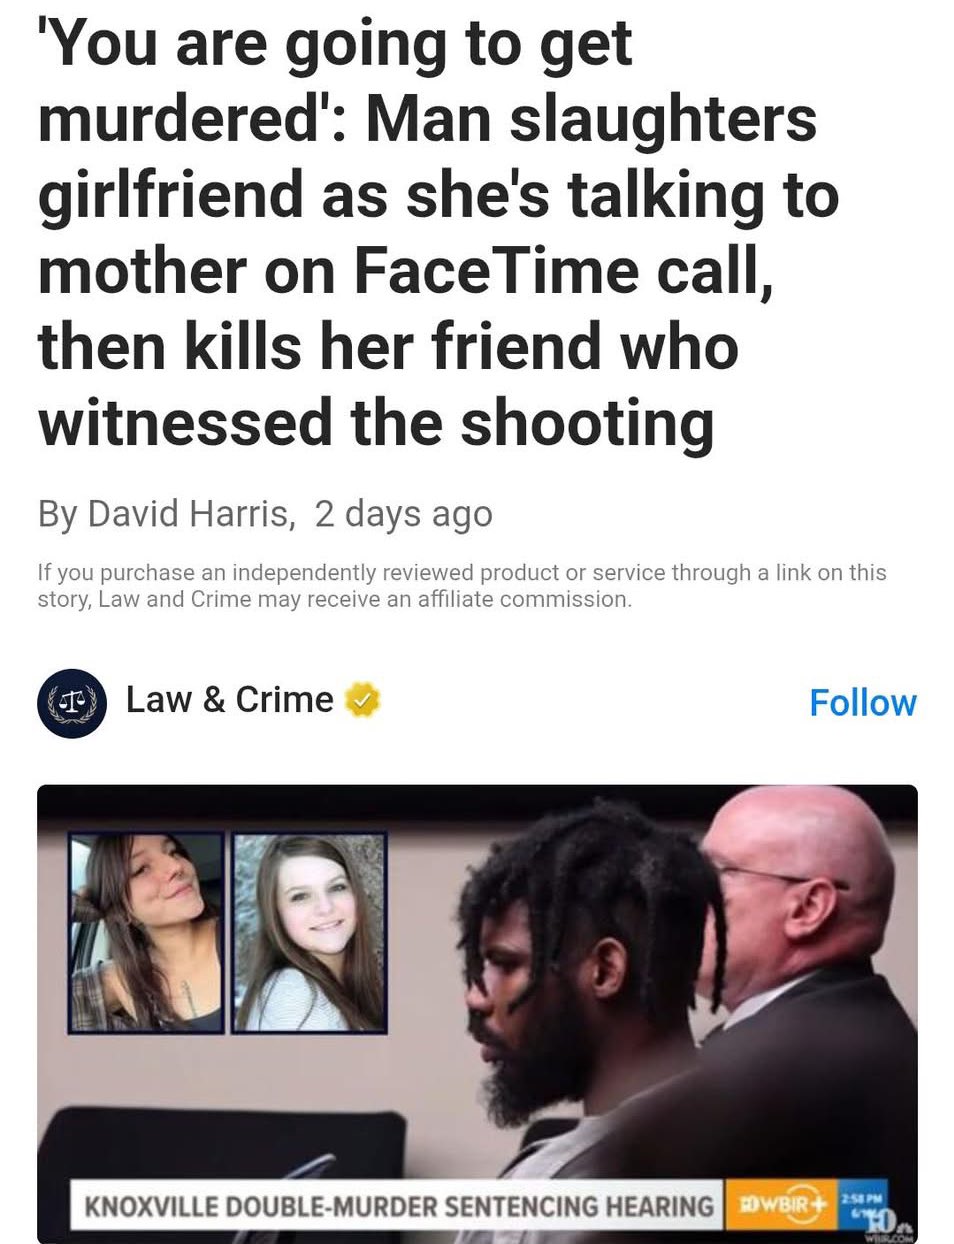 'You are going to get
murdered': Man slaughters
girlfriend as she's talking to
mother on FaceTime call,
then kills her friend who
witnessed the shooting
By David Harris, 2 days ago
If you purchase an independently reviewed product or service through a link on this
story, Law and Crime may receive an affiliate commission.
Law & Crime
Follow
KNOXVILLE DOUBLE-MURDER SENTENCING HEARING
10WBIR+
2:58 PM
10
WBIR.COM